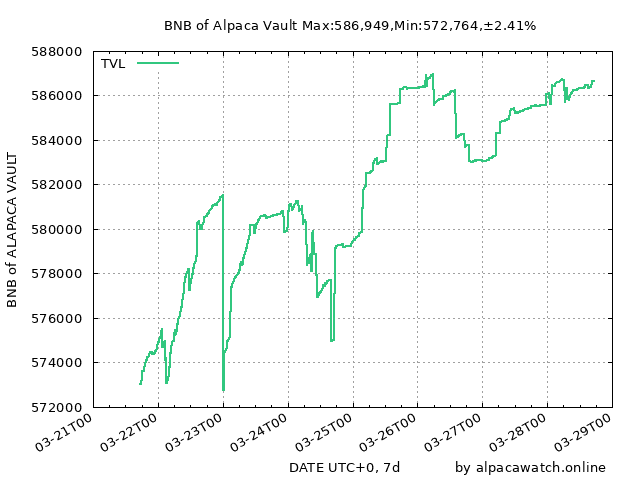 BNB of Alpaca Vault Max:586,949,Min:572,764,±2.41%
TVL
BNB of ALAPACA VAULT
588000
586000
584000
582000
580000
578000
576000
574000
572000
03-21T00
03-22T00
03-23T00
03-24T00
03-25T00
03-26T00
03-27T00
03-28T00
03-29T00
DATE UTC+0, 7d
by alpacawatch.online